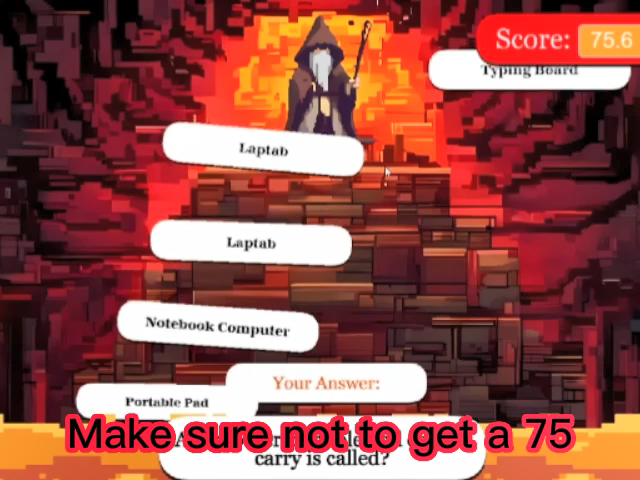 Score: 75.6
Typing Board
Laptab
Laptab
Notebook Computer
Your Answer:
Portable Pad
Make sure not to get a 75
carry is called?